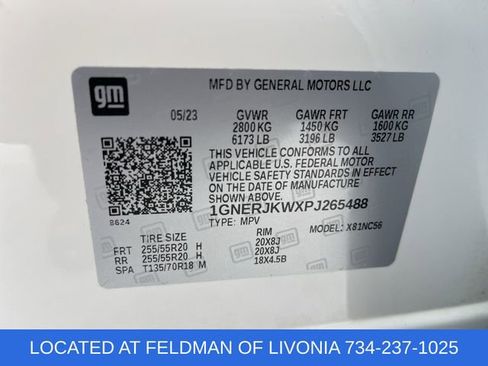 gm
MFD BY GENERAL MOTORS LLC
05/23 GVWR GAWR FRT GAWR RR
2800 KG 1450 KG 1600 KG
6173 LB 3196 LB 3527 LB
THIS VEHICLE CONFORMS TO ALL
APPLICABLE U.S. FEDERAL MOTOR
VEHICLE SAFETY STANDARDS IN EFFECT
ON THE DATE OF MANUFACTURE SHOWN ABOVE.
1GNERJKWXPJ265488
8624 TYPE: MPV MODEL: X81NC56
TIRE SIZE RIM
FRT 255/55R20 H 20X8J
RR 255/55R20 H 20X8J
SPA T135/70R18 M 18X4.5B
LOCATED AT FELDMAN OF LIVONIA 734-237-1025